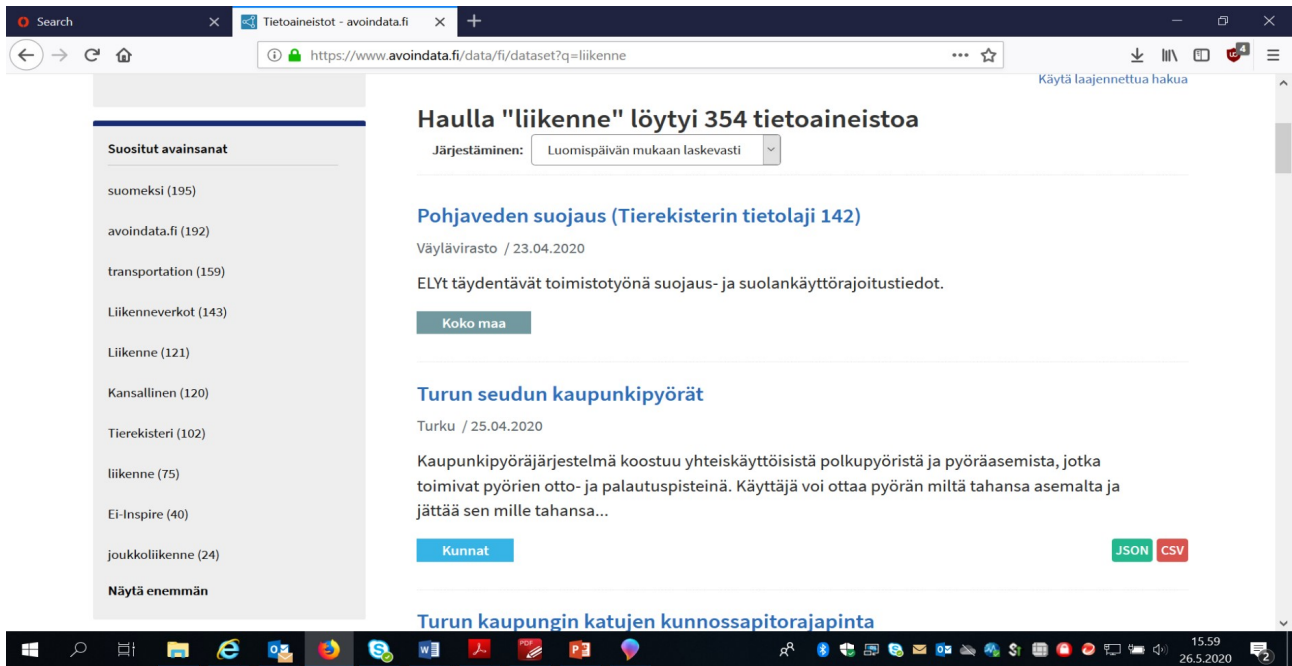 Search
Tietoaineistot - avoindata.fi
https://www.avoindata.fi/data/fi/dataset?q=liikenne
4
Käytä laajennettua hakua
Haulla "liikenne" löytyi 354 tietoaineistoa
Järjestäminen: Luomispäivän mukaan laskevasti
Suositut avainsanat
suomeksi (195)
avoindata.fi (192)
transportation (159)
Liikenneverkot (143)
Liikenne (121)
Kansallinen (120)
Tierekisteri (102)
liikenne (75)
Ei-Inspire (40)
joukkoliikenne (24)
Näytä enemmän
Pohjaveden suojaus (Tierekisterin tietolaji 142)
Väylävirasto / 23.04.2020
ELYt täydentävät toimistotyönä suojaus- ja suolankäyttörajoitustiedot.
Koko maa
Turun seudun kaupunkipyörät
Turku / 25.04.2020
Kaupunkipyöräjärjestelmä koostuu yhteiskäyttöisistä polkupyöristä ja pyöräasemista, jotka
toimivat pyörien otto- ja palautuspisteinä. Käyttäjä voi ottaa pyörän miltä tahansa asemalta ja
jättää sen mille tahansa...
Kunnat
JSON CSV
Turun kaupungin katujen kunnossapitorajapinta
PDF
15.59
26.5.2020
2